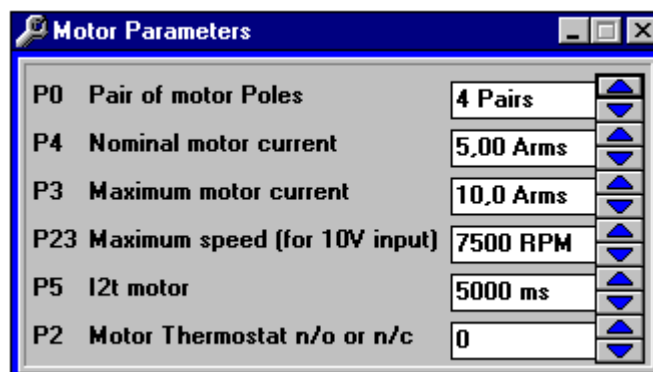 Motor Parameters
P0 Pair of motor Poles 4 Pairs
P4 Nominal motor current 5,00 Arms
P3 Maximum motor current 10,0 Arms
P23 Maximum speed (for 10V input) 7500 RPM
P5 I2t motor 5000 ms
P2 Motor Thermostat n/o or n/c 0